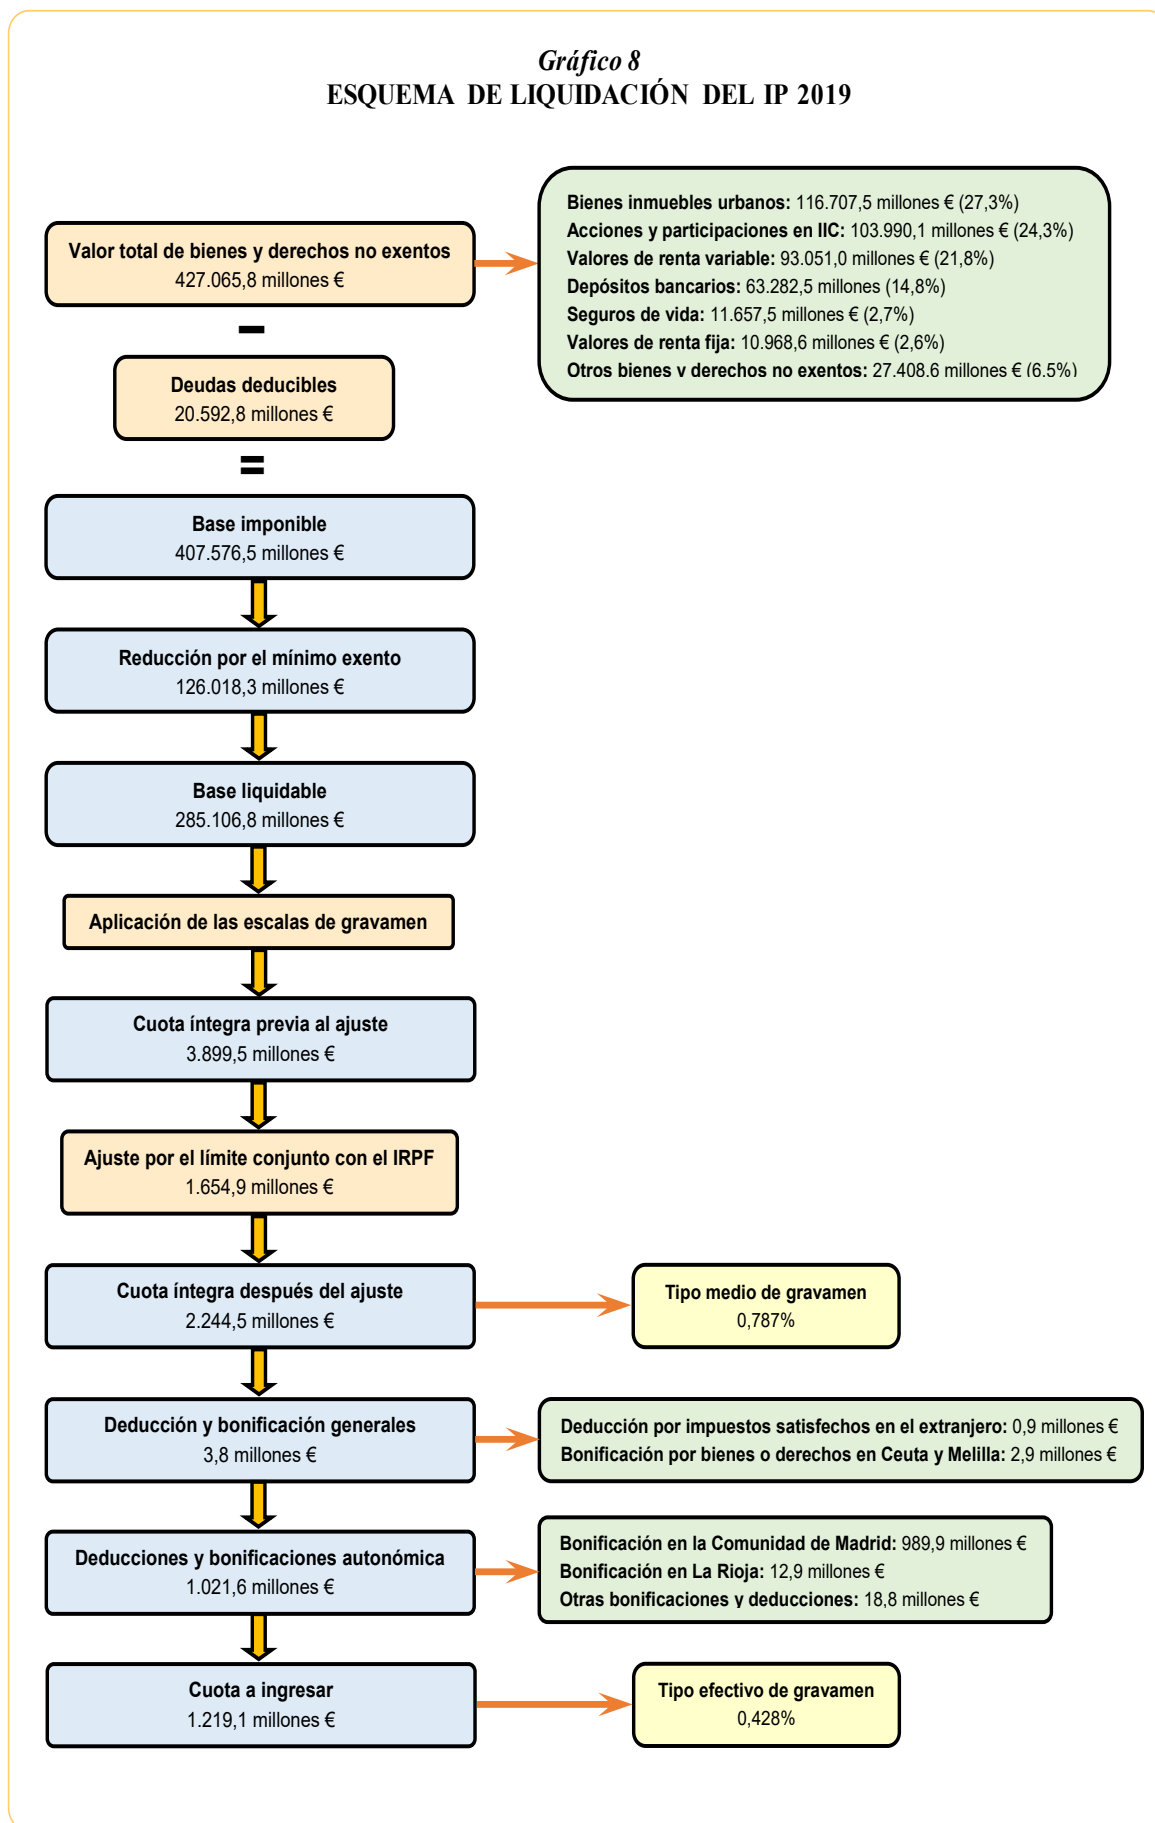 Gráfico 8
ESQUEMA DE LIQUIDACIÓN DEL IP 2019
Valor total de bienes y derechos no exentos
427.065,8 millones €
Bienes inmuebles urbanos: 116.707,5 millones € (27,3%)
Acciones y participaciones en IIC: 103.990,1 millones € (24,3%)
Valores de renta variable: 93.051,0 millones € (21,8%)
Depósitos bancarios: 63.282,5 millones (14,8%)
Seguros de vida: 11.657,5 millones € (2,7%)
Valores de renta fija: 10.968,6 millones € (2,6%)
Otros bienes y derechos no exentos: 27.408.6 millones € (6.5%)
–
Deudas deducibles
20.592,8 millones €
=
Base imponible
407.576,5 millones €
Reducción por el mínimo exento
126.018,3 millones €
Base liquidable
285.106,8 millones €
Aplicación de las escalas de gravamen
Cuota íntegra previa al ajuste
3.899,5 millones €
Ajuste por el límite conjunto con el IRPF
1.654,9 millones €
Cuota íntegra después del ajuste
2.244,5 millones €
Tipo medio de gravamen
0,787%
Deducción y bonificación generales
3,8 millones €
Deducción por impuestos satisfechos en el extranjero: 0,9 millones €
Bonificación por bienes o derechos en Ceuta y Melilla: 2,9 millones €
Deducciones y bonificaciones autonómica
1.021,6 millones €
Bonificación en la Comunidad de Madrid: 989,9 millones €
Bonificación en La Rioja: 12,9 millones €
Otras bonificaciones y deducciones: 18,8 millones €
Cuota a ingresar
1.219,1 millones €
Tipo efectivo de gravamen
0,428%